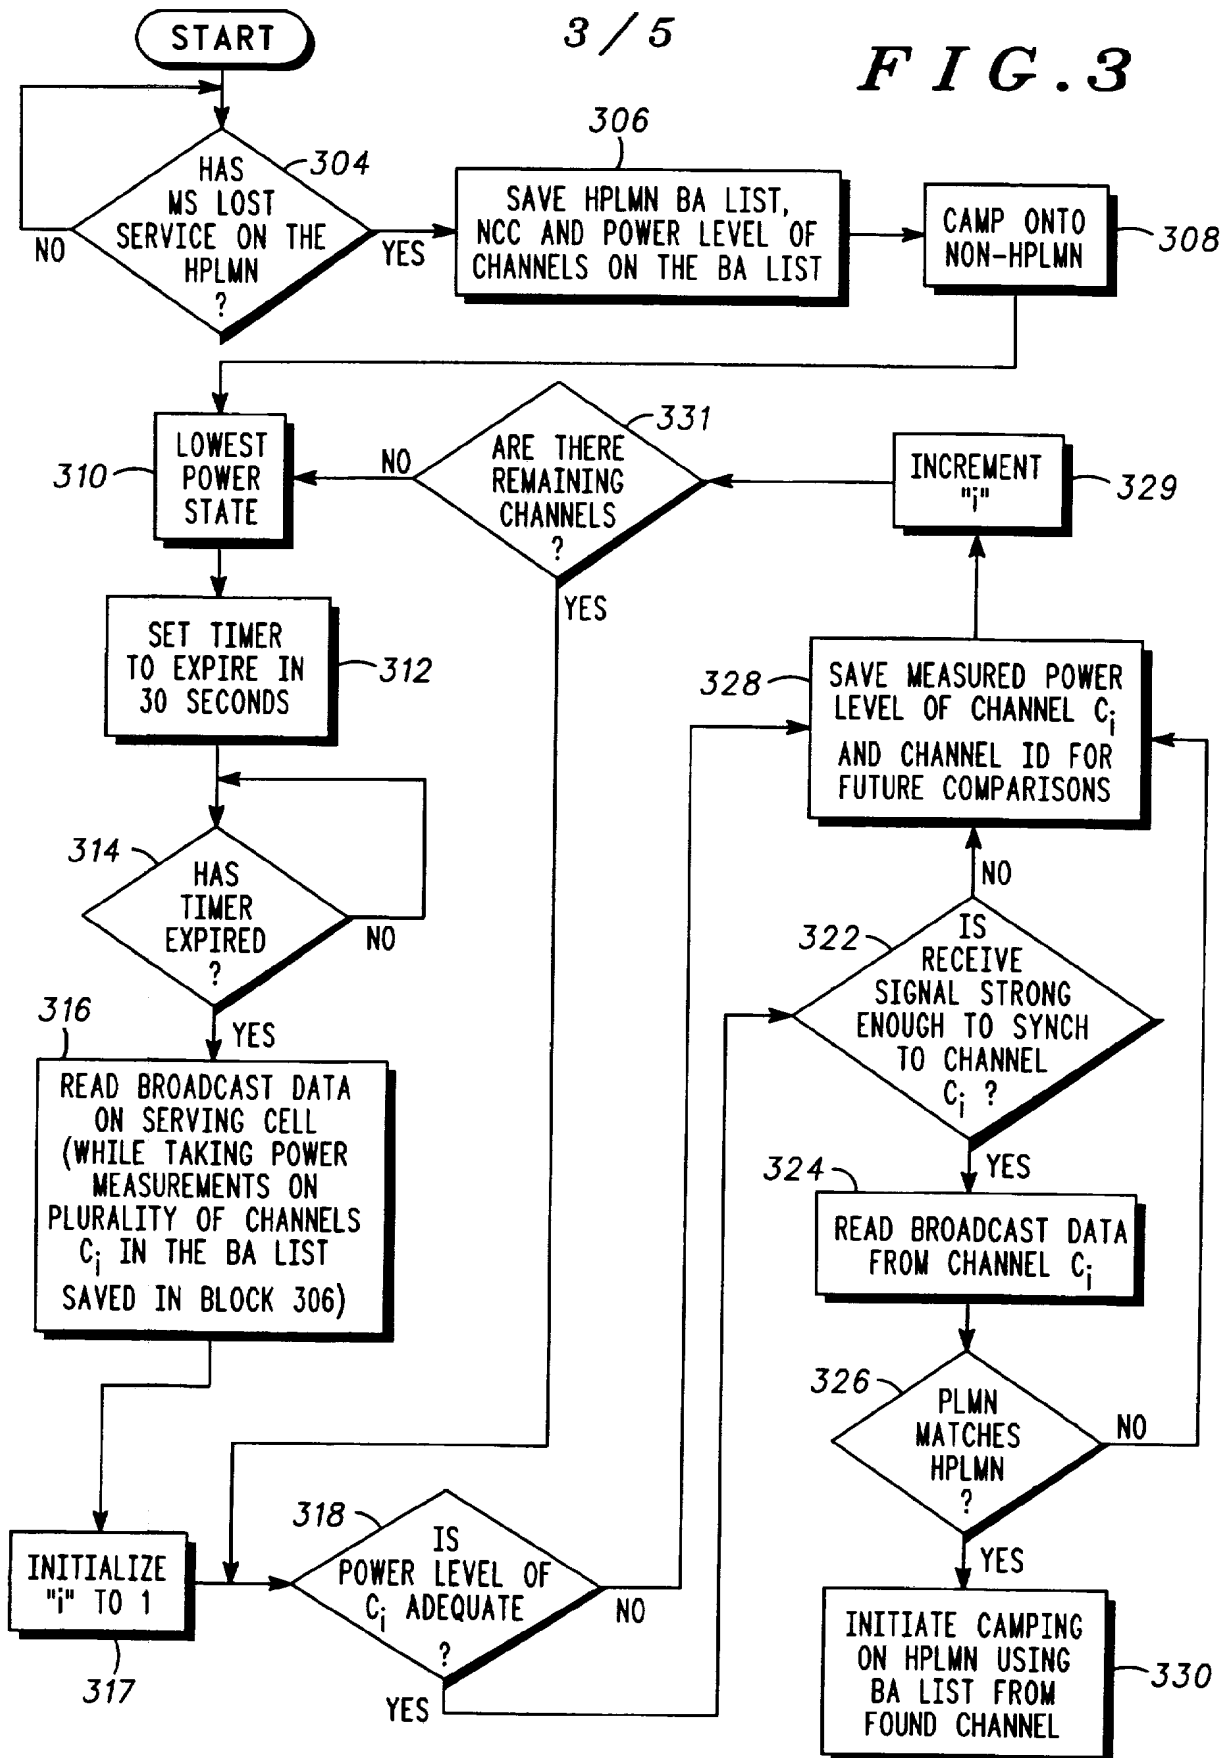 START
3/5
FIG.3
HAS
MS LOST
SERVICE ON THE
HPLMN
?
304
NO
YES
306
SAVE HPLMN BA LIST,
NCC AND POWER LEVEL OF
CHANNELS ON THE BA LIST
CAMP ONTO
NON-HPLMN
308
310
LOWEST
POWER
STATE
NO
ARE THERE
REMAINING
CHANNELS
?
331
YES
INCREMENT
"i"
329
SET TIMER
TO EXPIRE IN
30 SECONDS
312
328
SAVE MEASURED POWER
LEVEL OF CHANNEL Ci
AND CHANNEL ID FOR
FUTURE COMPARISONS
314
HAS
TIMER
EXPIRED
?
NO
YES
NO
322
IS
RECEIVE
SIGNAL STRONG
ENOUGH TO SYNCH
TO CHANNEL
Ci ?
YES
316
READ BROADCAST DATA
ON SERVING CELL
(WHILE TAKING POWER
MEASUREMENTS ON
PLURALITY OF CHANNELS
Ci IN THE BA LIST
SAVED IN BLOCK 306)
324
READ BROADCAST DATA
FROM CHANNEL Ci
326
PLMN
MATCHES
HPLMN
?
NO
YES
INITIALIZE
"i" TO 1
317
318
IS
POWER LEVEL OF
Ci ADEQUATE
?
NO
YES
INITIATE CAMPING
ON HPLMN USING
BA LIST FROM
FOUND CHANNEL
330